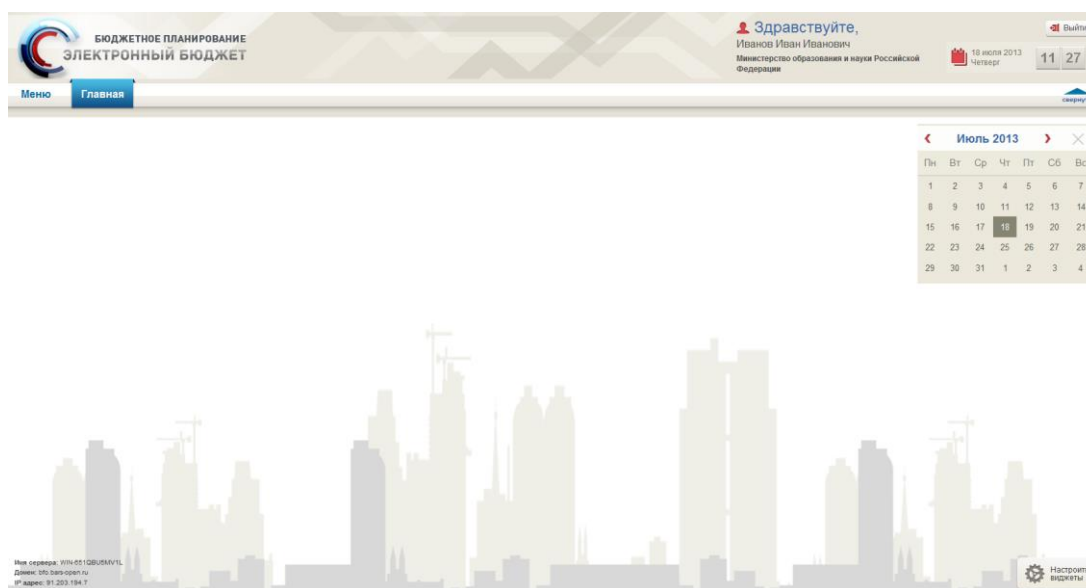 БЮДЖЕТНОЕ ПЛАНИРОВАНИЕ
ЭЛЕКТРОННЫЙ БЮДЖЕТ
Здравствуйте,
Иванов Иван Иванович
Министерство образования и науки Российской
Федерации
Выйти
18 июля 2013
Четверг
11 27
Меню Главная
свернут
Июль 2013
Пн Вт Ср Чт Пт Сб Вс
1 2 3 4 5 6 7
8 9 10 11 12 13 14
15 16 17 18 19 20 21
22 23 24 25 26 27 28
29 30 31 1 2 3 4
Имя сервера: WIN-651QBU5MV1L
Домен: bfo.bars-open.ru
IP адрес: 91.203.194.7
Настроить
виджеты